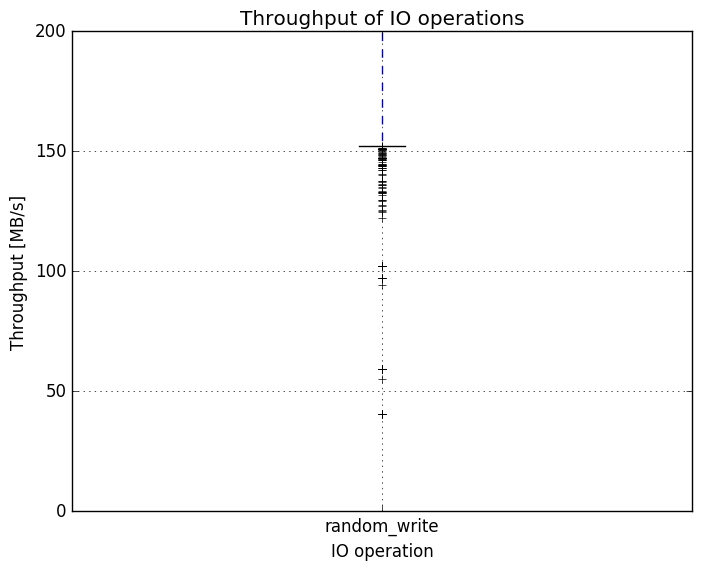 Throughput of IO operations
200
150
100
50
0
Throughput [MB/s]
random_write
IO operation